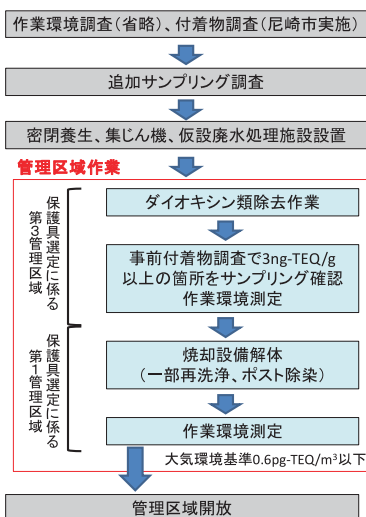 作業環境調査(省略)、付着物調査(尼崎市実施)
追加サンプリング調査
密閉養生、集じん機、仮設廃水処理施設設置
管理区域作業
保護具選定に係る
第3管理区域
ダイオキシン類除去作業
事前付着物調査で3ng-TEQ/g
以上の箇所をサンプリング確認
作業環境測定
保護具選定に係る
第1管理区域
焼却設備解体
(一部再洗浄、ポスト除染)
作業環境測定
大気環境基準0.6pg-TEQ/m³以下
管理区域開放